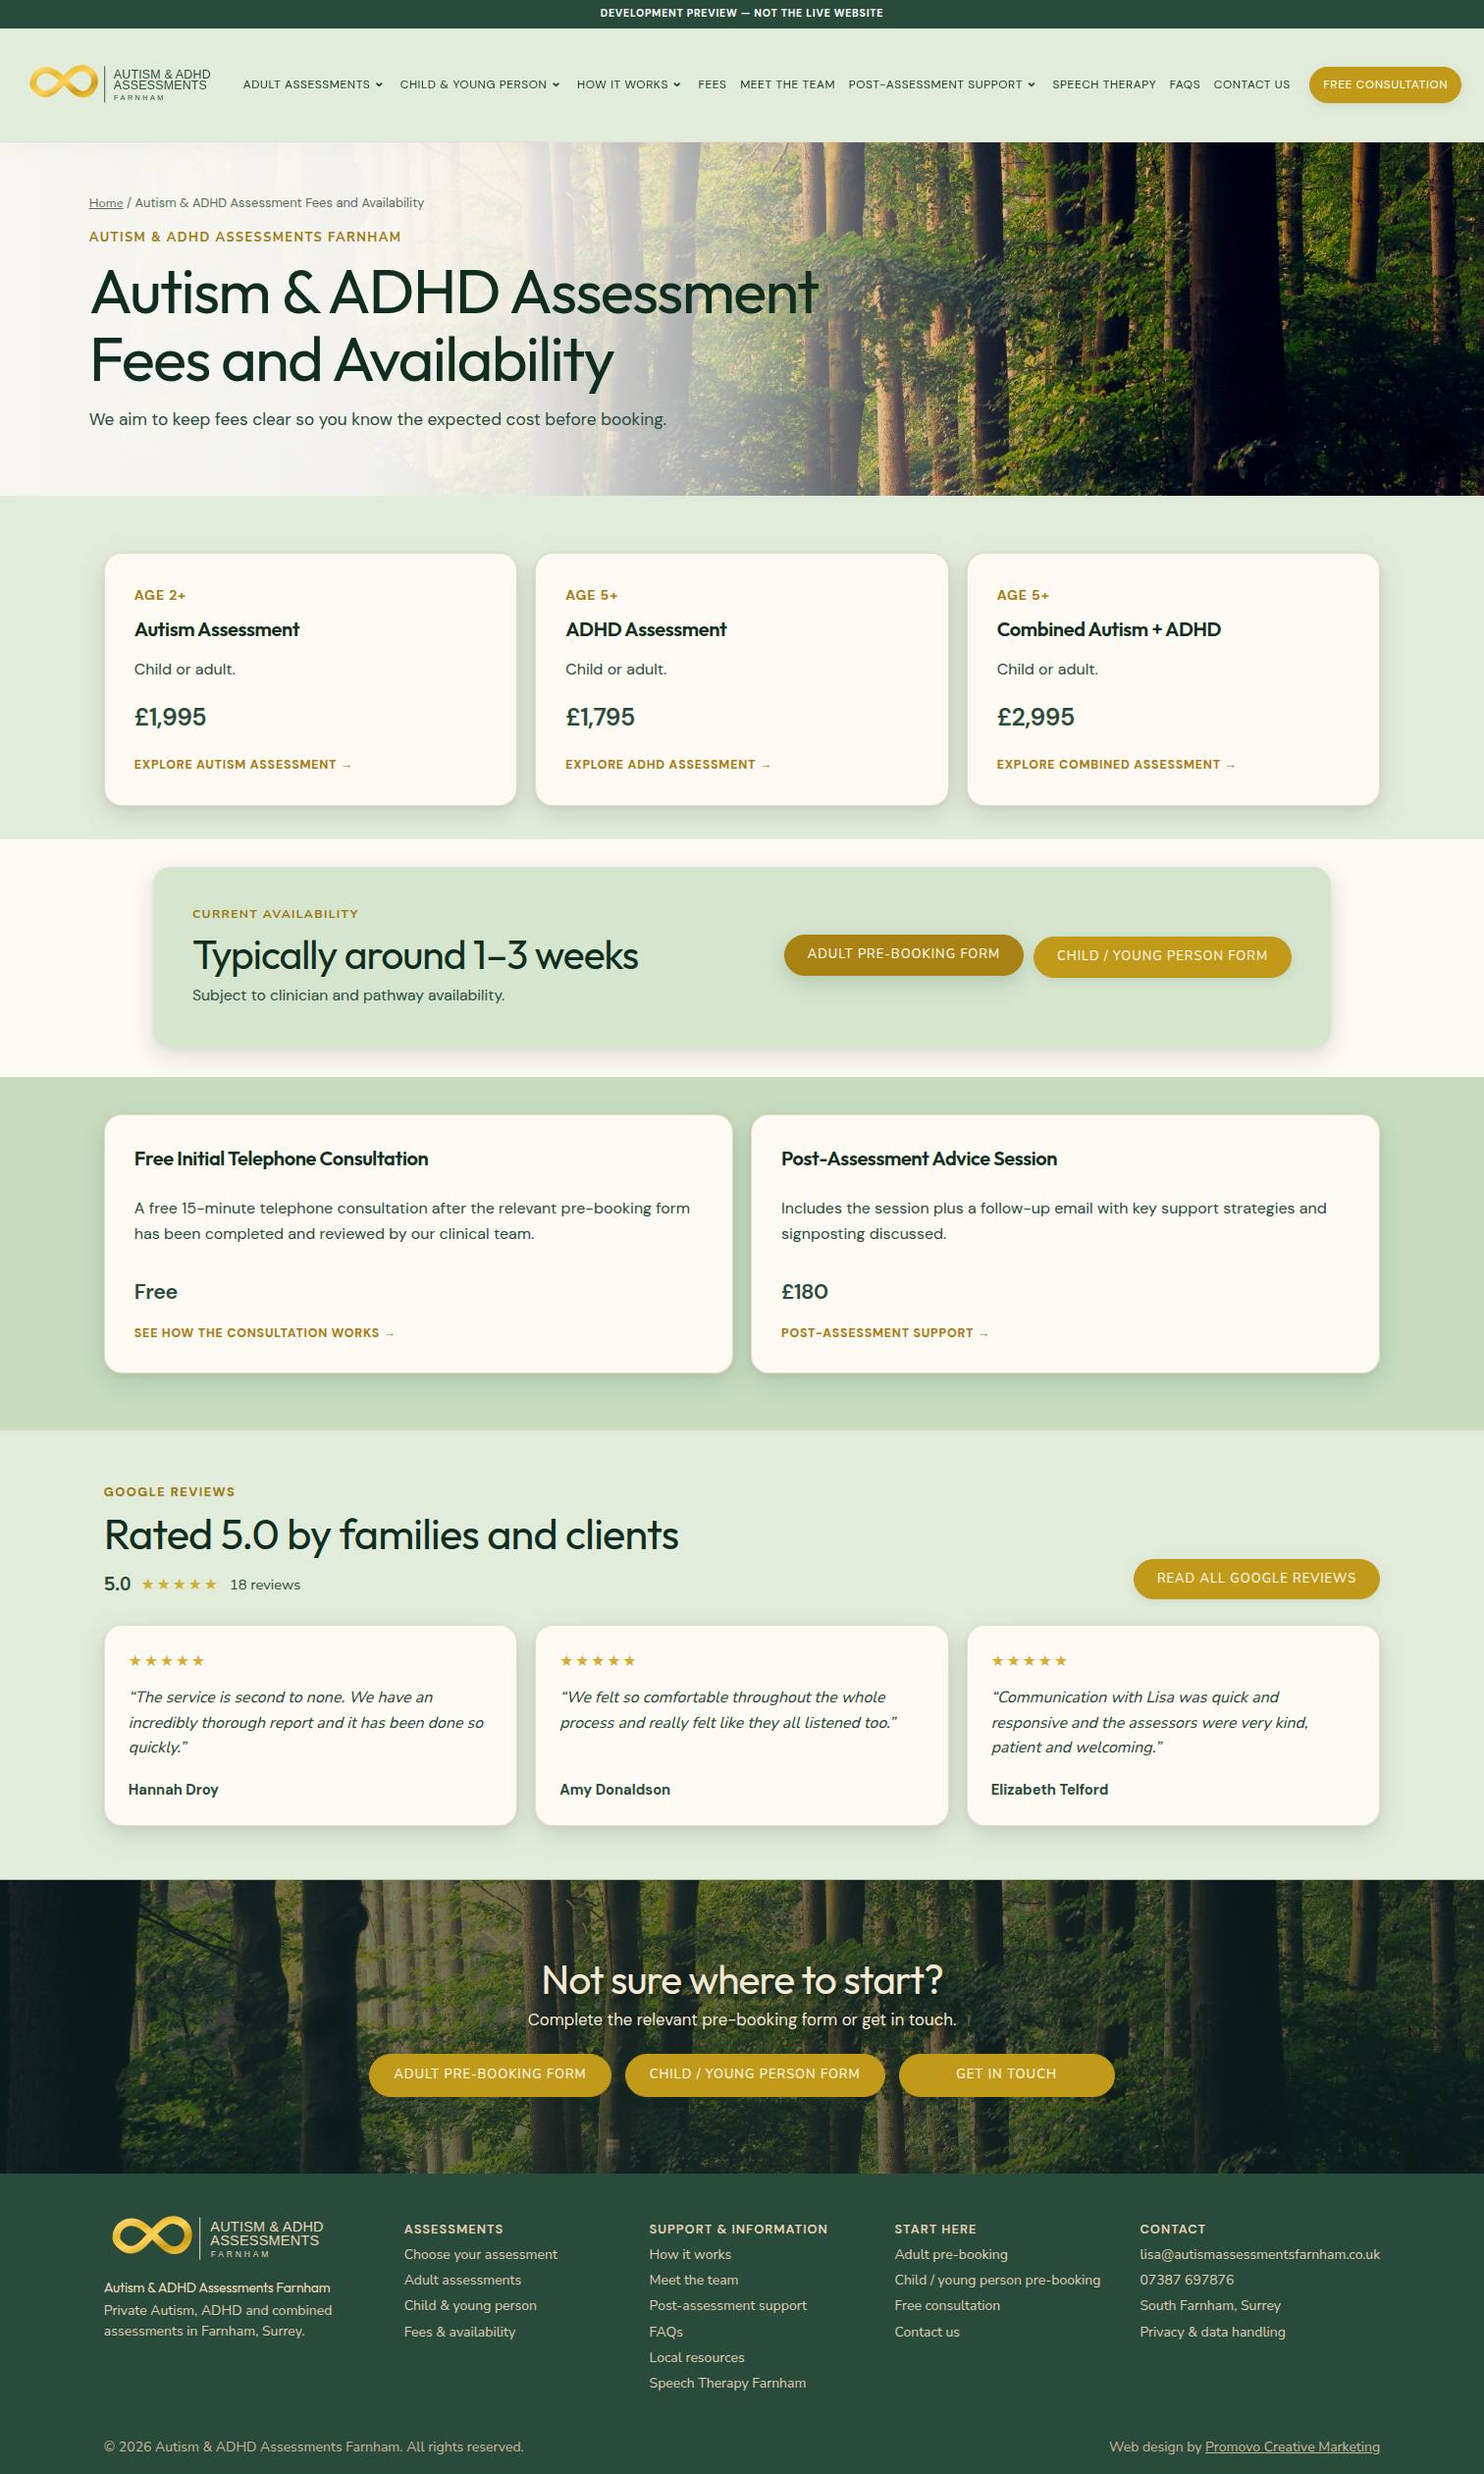 DEVELOPMENT PREVIEW — NOT THE LIVE WEBSITE
AUTISM & ADHD
ASSESSMENTS
FARNHAM
ADULT ASSESSMENTS
CHILD & YOUNG PERSON
HOW IT WORKS
FEES
MEET THE TEAM
POST-ASSESSMENT SUPPORT
SPEECH THERAPY
FAQS
CONTACT US
FREE CONSULTATION
Home / Autism & ADHD Assessment Fees and Availability
AUTISM & ADHD ASSESSMENTS FARNHAM
Autism & ADHD Assessment
Fees and Availability
We aim to keep fees clear so you know the expected cost before booking.
AGE 2+
Autism Assessment
Child or adult.
£1,995
EXPLORE AUTISM ASSESSMENT →
AGE 5+
ADHD Assessment
Child or adult.
£1,795
EXPLORE ADHD ASSESSMENT →
AGE 5+
Combined Autism + ADHD
Child or adult.
£2,995
EXPLORE COMBINED ASSESSMENT →
CURRENT AVAILABILITY
Typically around 1–3 weeks
Subject to clinician and pathway availability.
ADULT PRE-BOOKING FORM
CHILD / YOUNG PERSON FORM
Free Initial Telephone Consultation
A free 15-minute telephone consultation after the relevant pre-booking form
has been completed and reviewed by our clinical team.
Free
SEE HOW THE CONSULTATION WORKS →
Post-Assessment Advice Session
Includes the session plus a follow-up email with key support strategies and
signposting discussed.
£180
POST-ASSESSMENT SUPPORT →
GOOGLE REVIEWS
Rated 5.0 by families and clients
5.0 ★★★★★ 18 reviews
READ ALL GOOGLE REVIEWS
★★★★★
“The service is second to none. We have an
incredibly thorough report and it has been done so
quickly.”
Hannah Droy
★★★★★
“We felt so comfortable throughout the whole
process and really felt like they all listened too.”
Amy Donaldson
★★★★★
“Communication with Lisa was quick and
responsive and the assessors were very kind,
patient and welcoming.”
Elizabeth Telford
Not sure where to start?
Complete the relevant pre-booking form or get in touch.
ADULT PRE-BOOKING FORM
CHILD / YOUNG PERSON FORM
GET IN TOUCH
AUTISM & ADHD
ASSESSMENTS
FARNHAM
Autism & ADHD Assessments Farnham
Private Autism, ADHD and combined
assessments in Farnham, Surrey.
ASSESSMENTS
Choose your assessment
Adult assessments
Child & young person
Fees & availability
SUPPORT & INFORMATION
How it works
Meet the team
Post-assessment support
FAQs
Local resources
Speech Therapy Farnham
START HERE
Adult pre-booking
Child / young person pre-booking
Free consultation
Contact us
CONTACT
lisa@autismassessmentsfarnham.co.uk
07387 697876
South Farnham, Surrey
Privacy & data handling
© 2026 Autism & ADHD Assessments Farnham. All rights reserved.
Web design by Promovo Creative Marketing